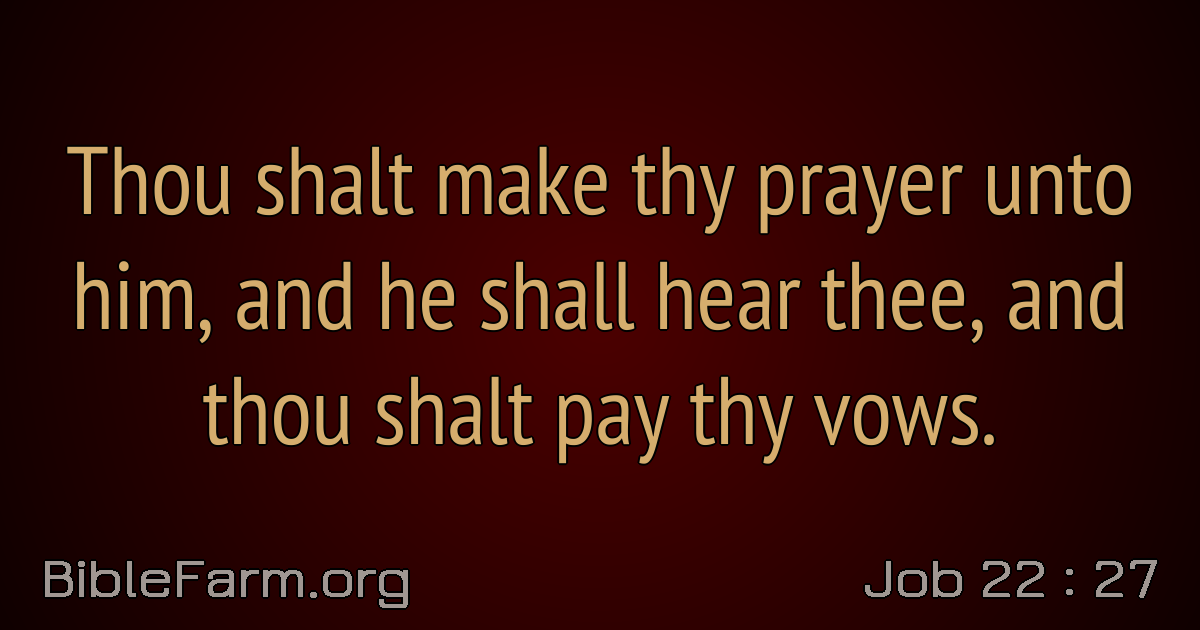 Thou shalt make thy prayer unto
him, and he shall hear thee, and
thou shalt pay thy vows.
BibleFarm.org
Job 22 : 27